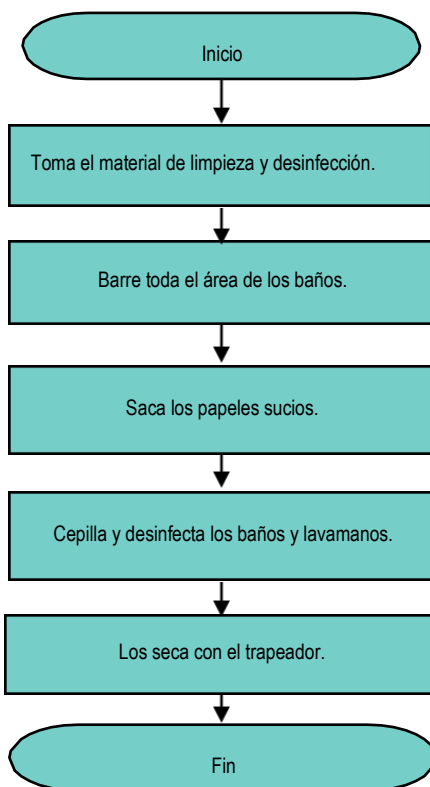 Inicio
Toma el material de limpieza y desinfección.
Barre toda el área de los baños.
Saca los papeles sucios.
Cepilla y desinfecta los baños y lavamanos.
Los seca con el trapeador.
Fin